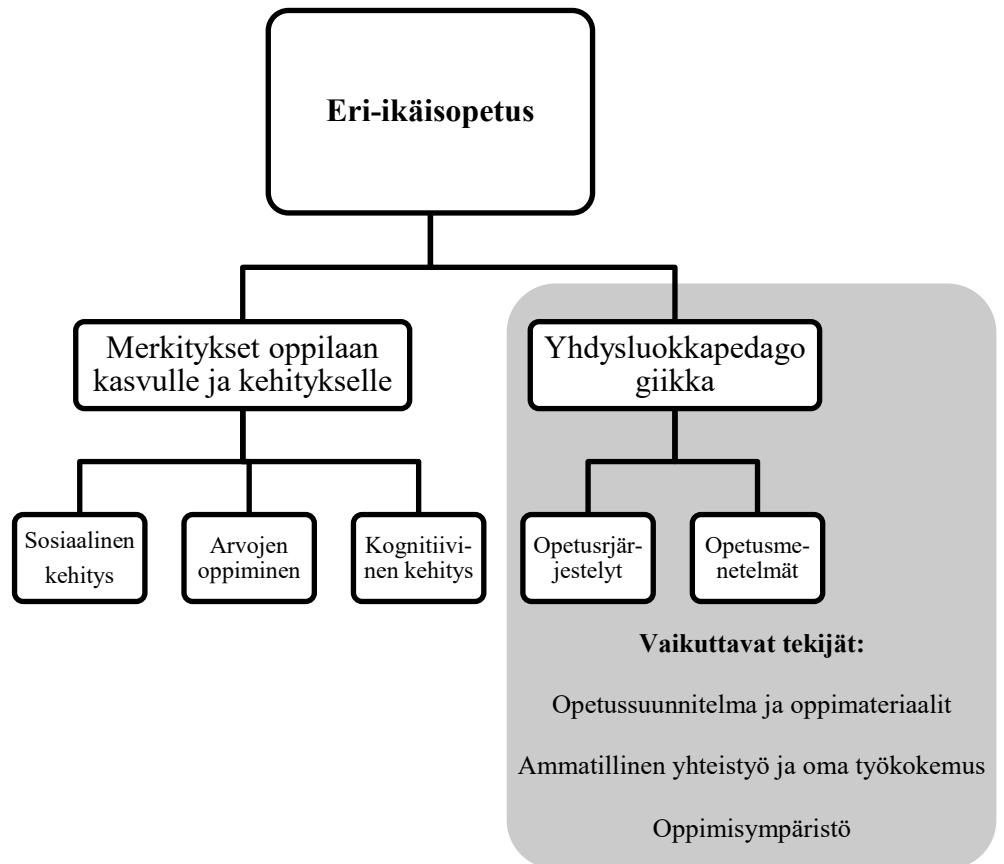 Eri-ikäisopetus
Merkitykset oppilaan
kasvulle ja kehitykselle
Yhdysluokkapedago
giikka
Sosiaalinen
kehitys
Arvojen
oppiminen
Kognitiivi-
nen kehitys
Opetusrjär-
jestelyt
Opetusme-
netelmät
Vaikuttavat tekijät:
Opetussuunnitelma ja oppimateriaalit
Ammatillinen yhteistyö ja oma työkokemus
Oppimisympäristö